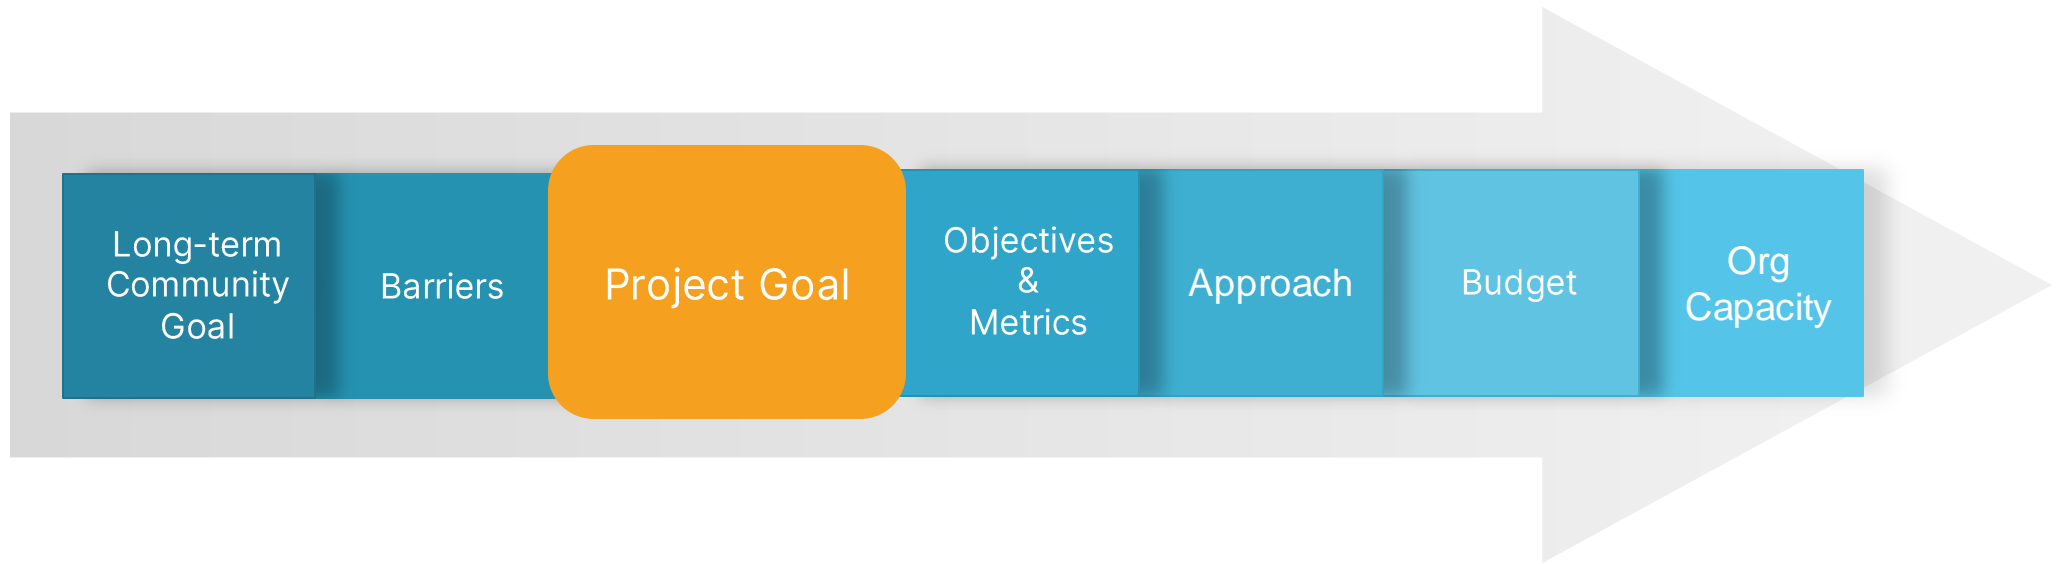 Long-term
Community
Goal
Barriers
Project Goal
Objectives
&
Metrics
Approach
Budget
Org
Capacity